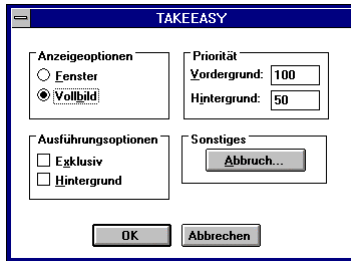 TAKEEASY
Anzeigeoptionen
Fenster
Vollbild
Priorität
Vordergrund: 100
Hintergrund: 50
Ausführungsoptionen
Exklusiv
Hintergrund
Sonstiges
Abbruch...
OK
Abbrechen